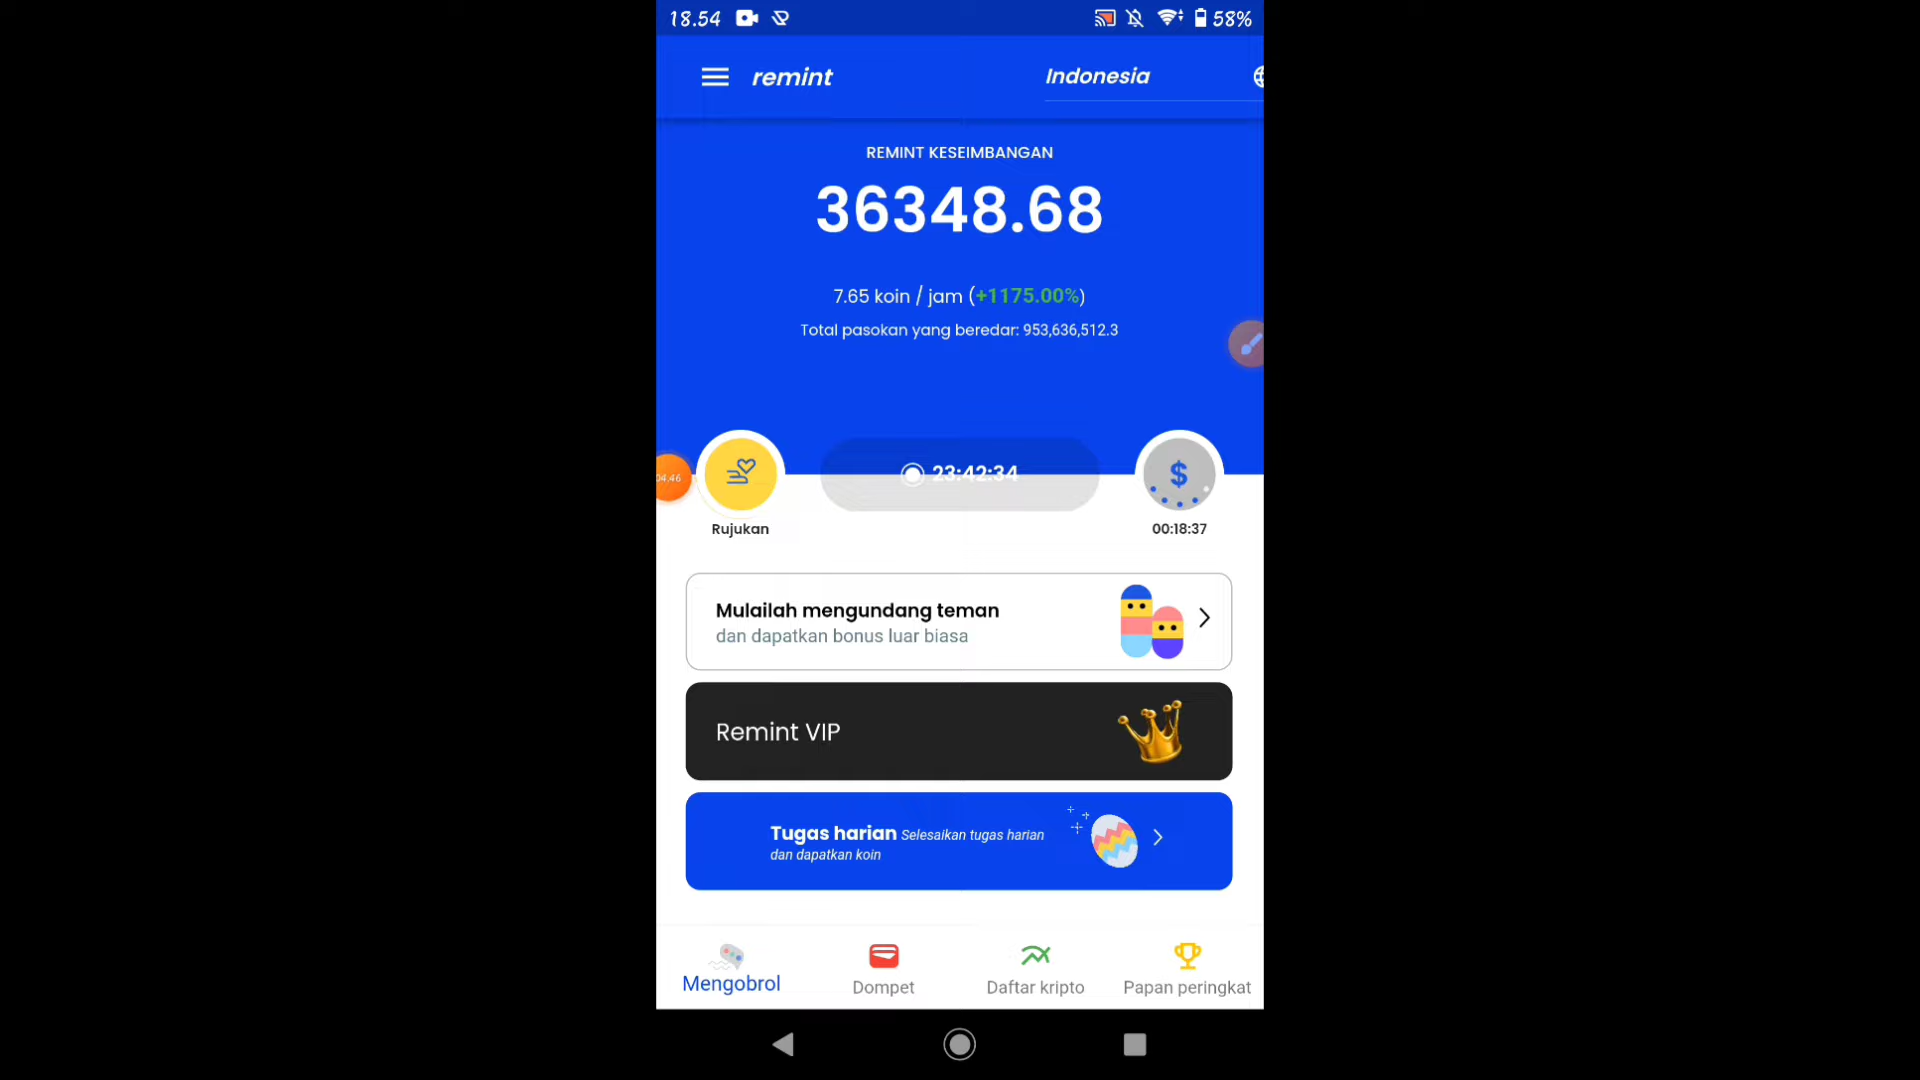 18.54
58%
remint
Indonesia
REMINT KESEIMBANGAN
36348.68
7.65 koin / jam (+1175.00%)
Total pasokan yang beredar: 953,636,512.3
04:46
23:42:34
$
Rujukan
00:18:37
Mulailah mengundang teman
dan dapatkan bonus luar biasa
Remint VIP
Tugas harian Selesaikan tugas harian
dan dapatkan koin
Mengobrol
Dompet
Daftar kripto
Papan peringkat